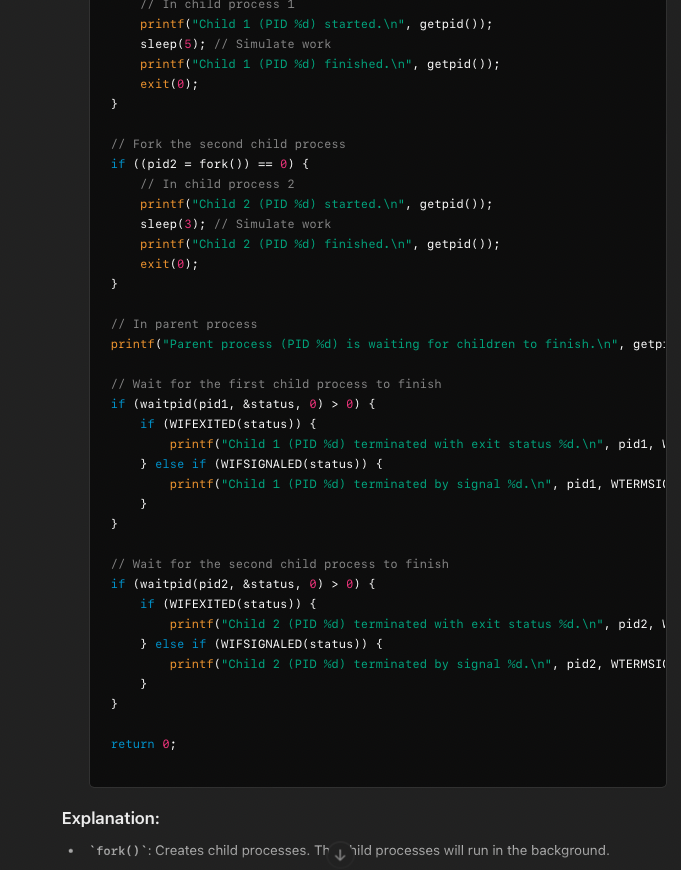 // In child process 1
printf("Child 1 (PID %d) started.\n", getpid());
sleep(5); // Simulate work
printf("Child 1 (PID %d) finished.\n", getpid());
exit(0);
}
// Fork the second child process
if ((pid2 = fork()) == 0) {
// In child process 2
printf("Child 2 (PID %d) started.\n", getpid());
sleep(3); // Simulate work
printf("Child 2 (PID %d) finished.\n", getpid());
exit(0);
}
// In parent process
printf("Parent process (PID %d) is waiting for children to finish.\n", getp
// Wait for the first child process to finish
if (waitpid(pid1, &status, 0) > 0) {
if (WIFEXITED(status)) {
printf("Child 1 (PID %d) terminated with exit status %d.\n", pid1,
} else if (WIFSIGNALED(status)) {
printf("Child 1 (PID %d) terminated by signal %d.\n", pid1, WTERMSI
}
}
// Wait for the second child process to finish
if (waitpid(pid2, &status, 0) > 0) {
if (WIFEXITED(status)) {
printf("Child 2 (PID %d) terminated with exit status %d.\n", pid2,
} else if (WIFSIGNALED(status)) {
printf("Child 2 (PID %d) terminated by signal %d.\n", pid2, WTERMSI
}
}
return 0;
Explanation:
• `fork()`: Creates child processes. The child processes will run in the background.